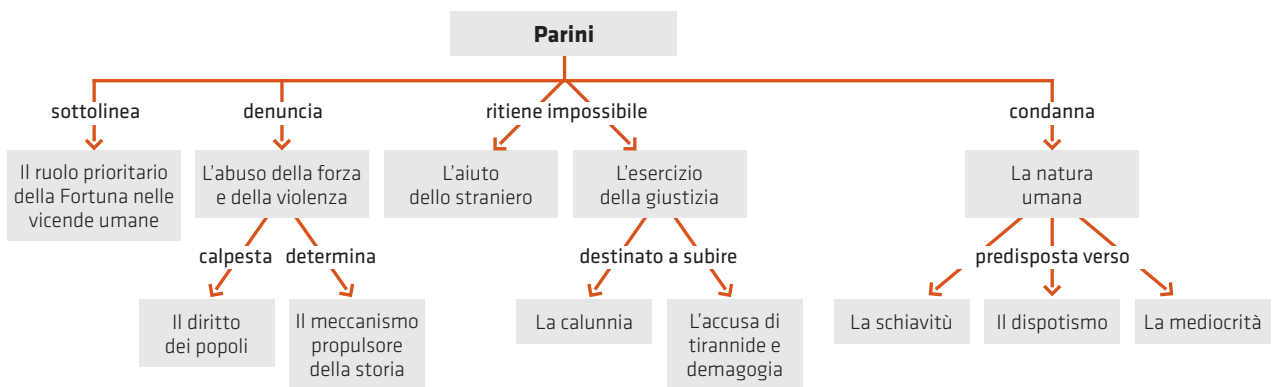 Parini
sottolinea
denuncia
ritiene impossibile
condanna
Il ruolo prioritario
della Fortuna nelle
vicende umane
L'abuso della forza
e della violenza
L'aiuto
dello straniero
L'esercizio
della giustizia
La natura
umana
calpesta
determina
destinato a subire
predisposta verso
Il diritto
dei popoli
Il meccanismo
propulsore
della storia
La calunnia
L'accusa di
tirannide e
demagogia
La schiavitù
Il dispotismo
La mediocrità